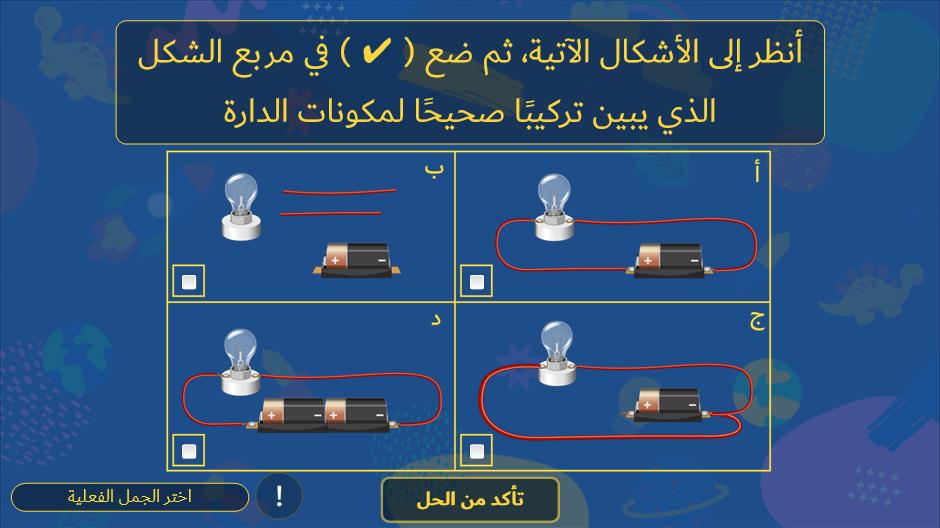 أنظر إلى الأشكال الآتية، ثم ضع ( ✔ ) في مربع الشكل
الذي يبين تركيبًا صحيحًا لمكونات الدارة
أ
ب
+ -
+ -
ج
د
+ -
+ - + -
تأكد من الحل
!
اختر الجمل الفعلية